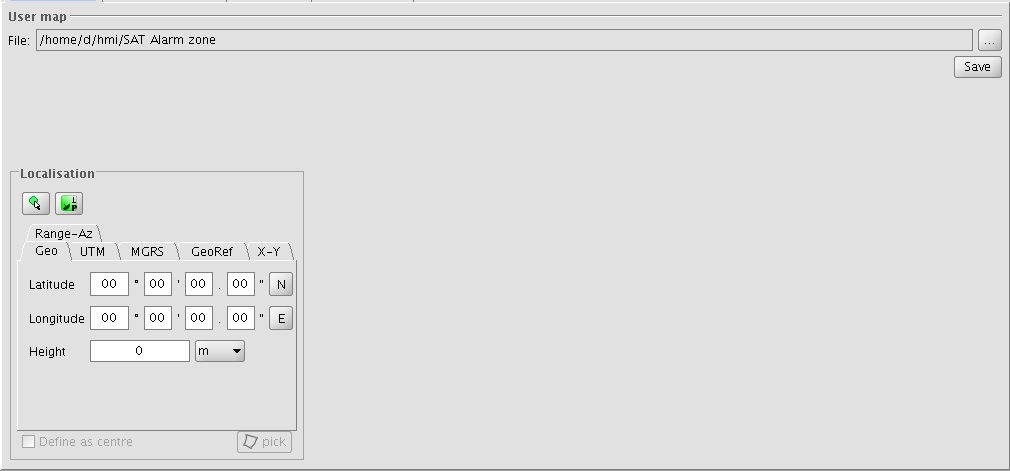 User map
File: /home/d/hmi/SAT Alarm zone ...
Save
Localisation
L
P
Range-Az
Geo UTM MGRS GeoRef X-Y
Latitude 00 ° 00 ' 00 . 00 " N
Longitude 00 ° 00 ' 00 . 00 " E
Height 0 m
Define as centre pick